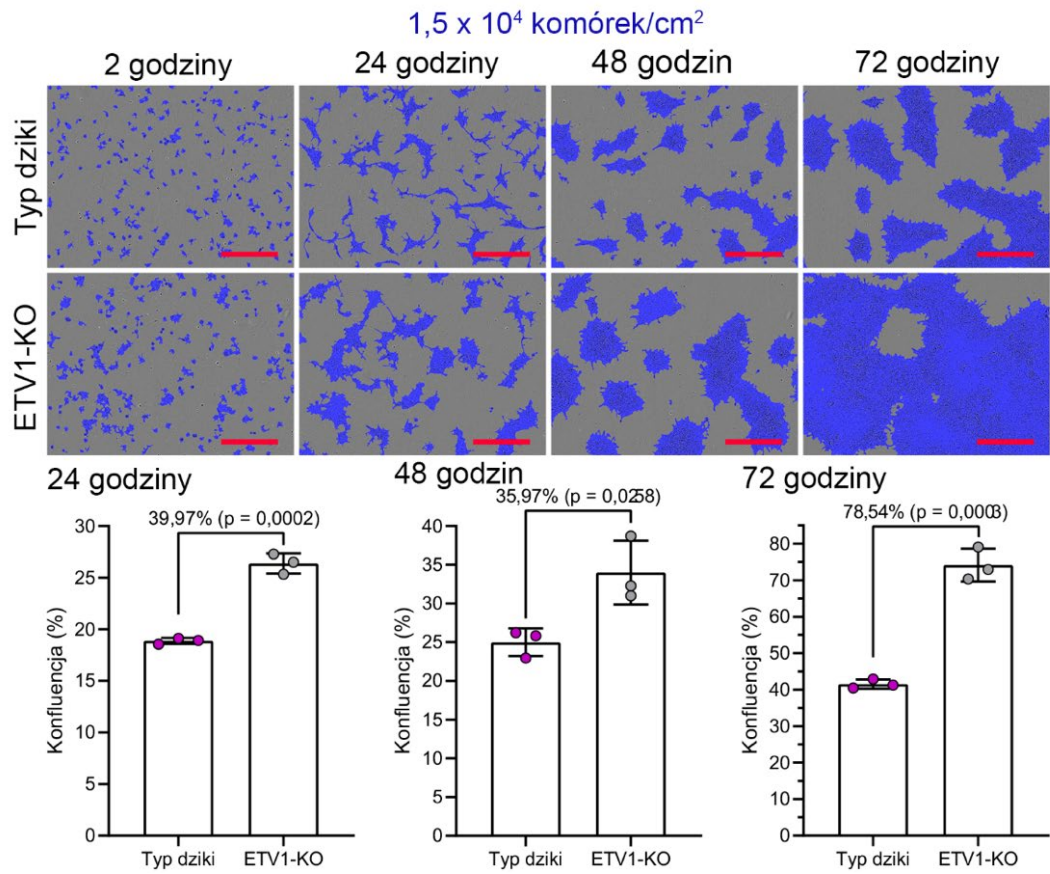 1,5 x 10⁴ komórek/cm²
2 godziny 24 godziny 48 godzin 72 godziny
Typ dziki
ETV1-KO
24 godziny
39,97% (p = 0,0002)
Konfluencja (%)
30
25
20
15
10
5
0
Typ dziki ETV1-KO
48 godzin
35,97% (p = 0,0258)
Konfluencja (%)
40
35
30
25
20
15
10
5
0
Typ dziki ETV1-KO
72 godziny
78,54% (p = 0,0003)
Konfluencja (%)
80
70
60
50
40
30
20
10
0
Typ dziki ETV1-KO